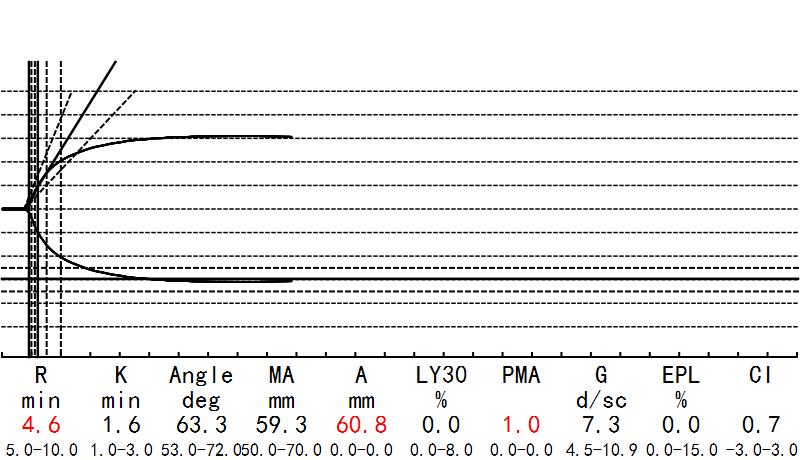 R K Angle MA A LY30 PMA G EPL CI
min min deg mm mm % d/sc %
4.6 1.6 63.3 59.3 60.8 0.0 1.0 7.3 0.0 0.7
5.0-10.0 1.0-3.0 53.0-72.0 50.0-70.0 0.0-0.0 0.0-8.0 0.0-0.0 4.5-10.9 0.0-15.0 -3.0-3.0